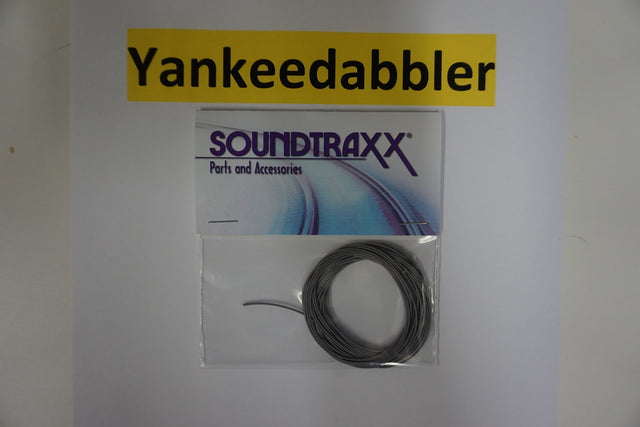 Yankeedabbler
SOUNDTRAXX®
Parts and Accessories